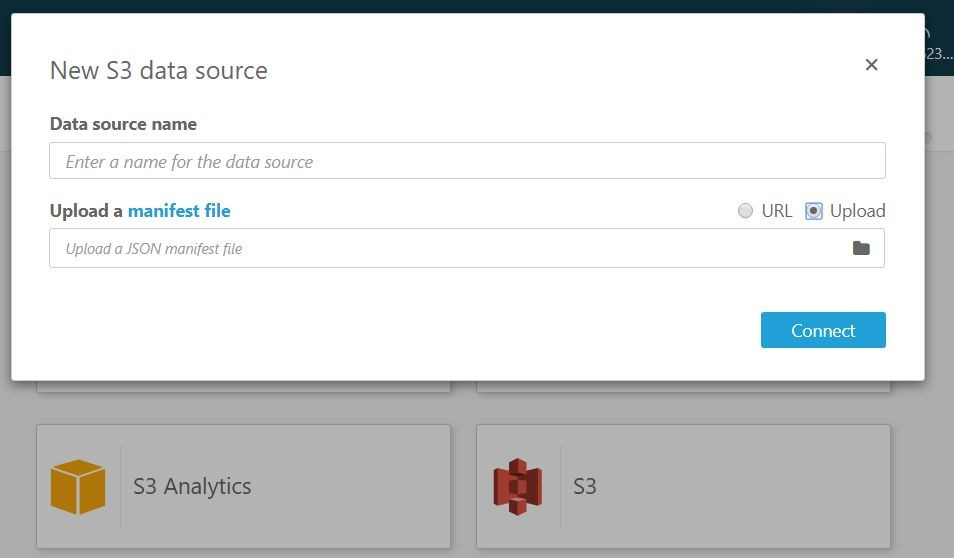 New S3 data source
Data source name
Enter a name for the data source
Upload a manifest file URL Upload
Upload a JSON manifest file
Connect
S3 Analytics S3